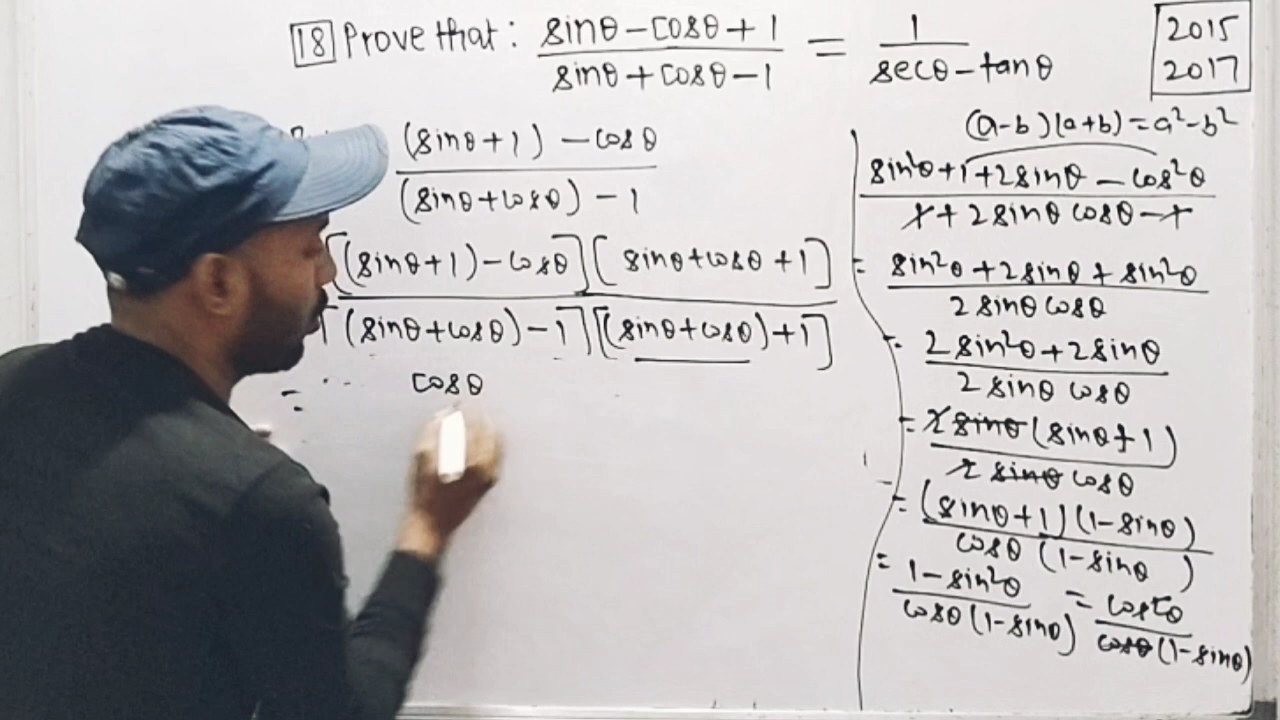 18 Prove that : (sinθ - cosθ + 1)/(sinθ + cosθ - 1) = 1/(secθ - tanθ)
2015
2017
(sinθ+1) - cosθ
(sinθ+cosθ) - 1
[(sinθ+1) - cosθ][sinθ+cosθ+1]
[(sinθ+cosθ) - 1][(sinθ+cosθ)+1]
= cosθ
(a-b)(a+b) = a²-b²
sin²θ+1+2sinθ - cos²θ
1+2sinθ cosθ - 1
= sin²θ+2sinθ+sin²θ
2sinθ cosθ
= 2sin²θ+2sinθ
2sinθ cosθ
= 2sinθ(sinθ+1)
2sinθ cosθ
= (sinθ+1)(1-sinθ)
cosθ(1-sinθ)
= (1-sin²θ)/(cosθ(1-sinθ)) = cos²θ/(cosθ(1-sinθ))